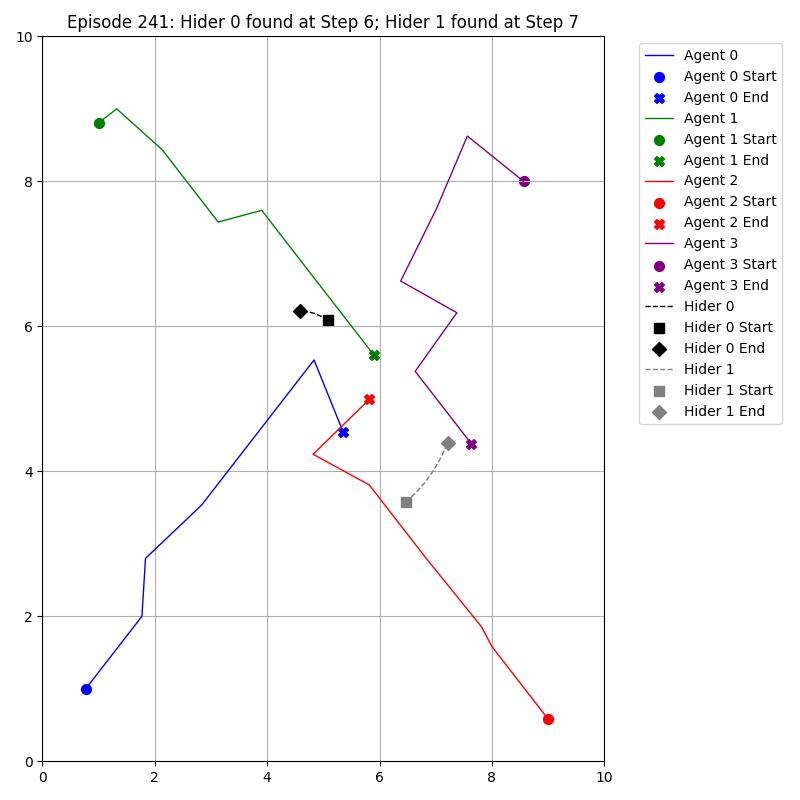 Episode 241: Hider 0 found at Step 6; Hider 1 found at Step 7
10
8
6
4
2
0
0 2 4 6 8 10
Agent 0
Agent 0 Start
Agent 0 End
Agent 1
Agent 1 Start
Agent 1 End
Agent 2
Agent 2 Start
Agent 2 End
Agent 3
Agent 3 Start
Agent 3 End
Hider 0
Hider 0 Start
Hider 0 End
Hider 1
Hider 1 Start
Hider 1 End